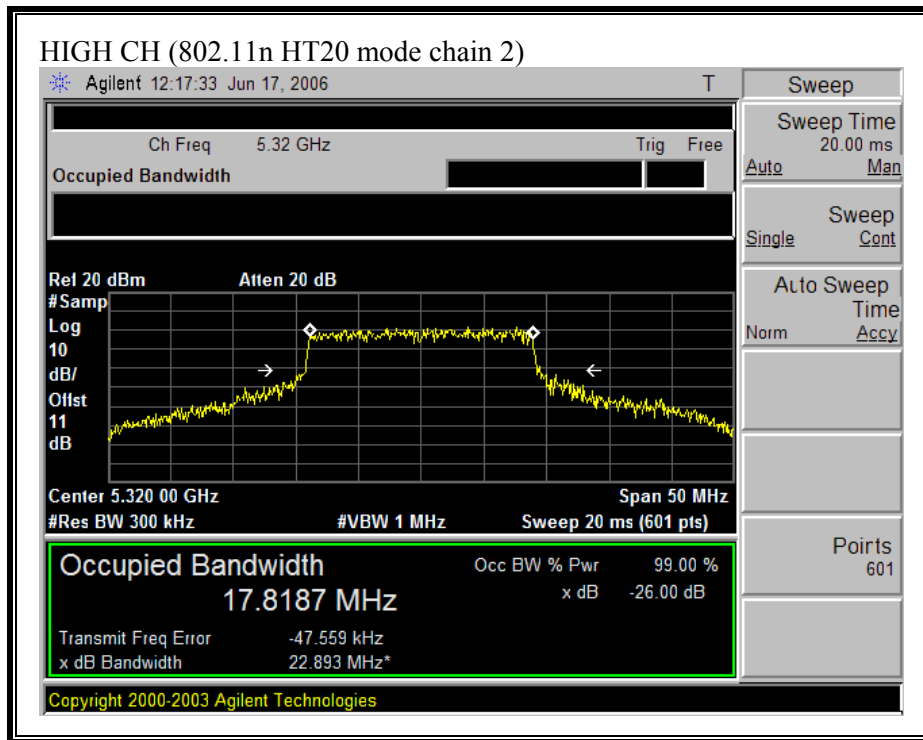 HIGH CH (802.11n HT20 mode chain 2)
Agilent 12:17:33 Jun 17, 2006 T
Ch Freq 5.32 GHz Trig Free
Occupied Bandwidth
Ref 20 dBm Atten 20 dB
#Samp
Log
10
dB/
Offst
11
dB
Center 5.320 00 GHz Span 50 MHz
#Res BW 300 kHz #VBW 1 MHz Sweep 20 ms (601 pts)
Occupied Bandwidth
17.8187 MHz
Occ BW % Pwr 99.00 %
x dB -26.00 dB
Transmit Freq Error -47.559 kHz
x dB Bandwidth 22.893 MHz*
Copyright 2000-2003 Agilent Technologies
Sweep
Sweep Time
20.00 ms
Auto Man
Sweep
Single Cont
Auto Sweep
Time
Norm Accy
Points
601